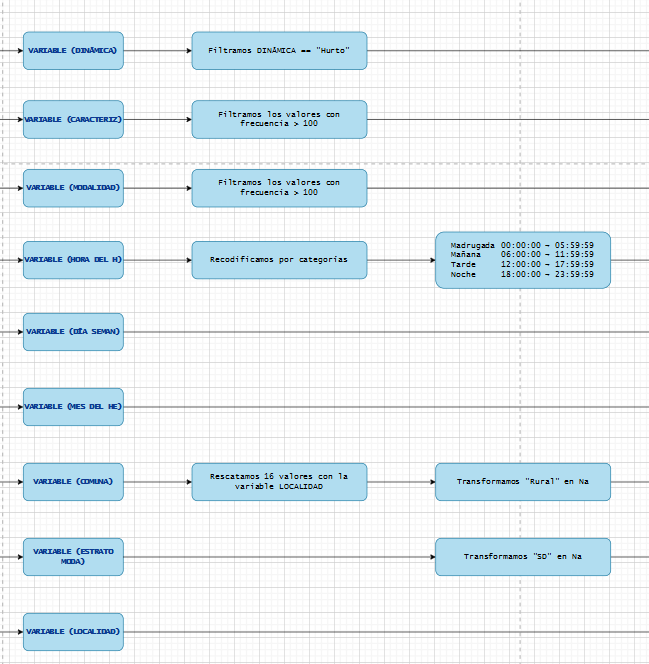 VARIABLE (DINÁMICA)
Filtramos DINÁMICA == "Hurto"
VARIABLE (CARACTERIZ)
Filtramos los valores con
frecuencia > 100
VARIABLE (MODALIDAD)
Filtramos los valores con
frecuencia > 100
VARIABLE (HORA DEL H)
Recodificamos por categorías
Madrugada 00:00:00 → 05:59:59
Mañana 06:00:00 → 11:59:59
Tarde 12:00:00 → 17:59:59
Noche 18:00:00 → 23:59:59
VARIABLE (DÍA SEMAN)
VARIABLE (MES DEL HE)
VARIABLE (COMUNA)
Rescatamos 16 valores con la
variable LOCALIDAD
Transformamos "Rural" en Na
VARIABLE (ESTRATO
MODA)
Transformamos "SD" en Na
VARIABLE (LOCALIDAD)